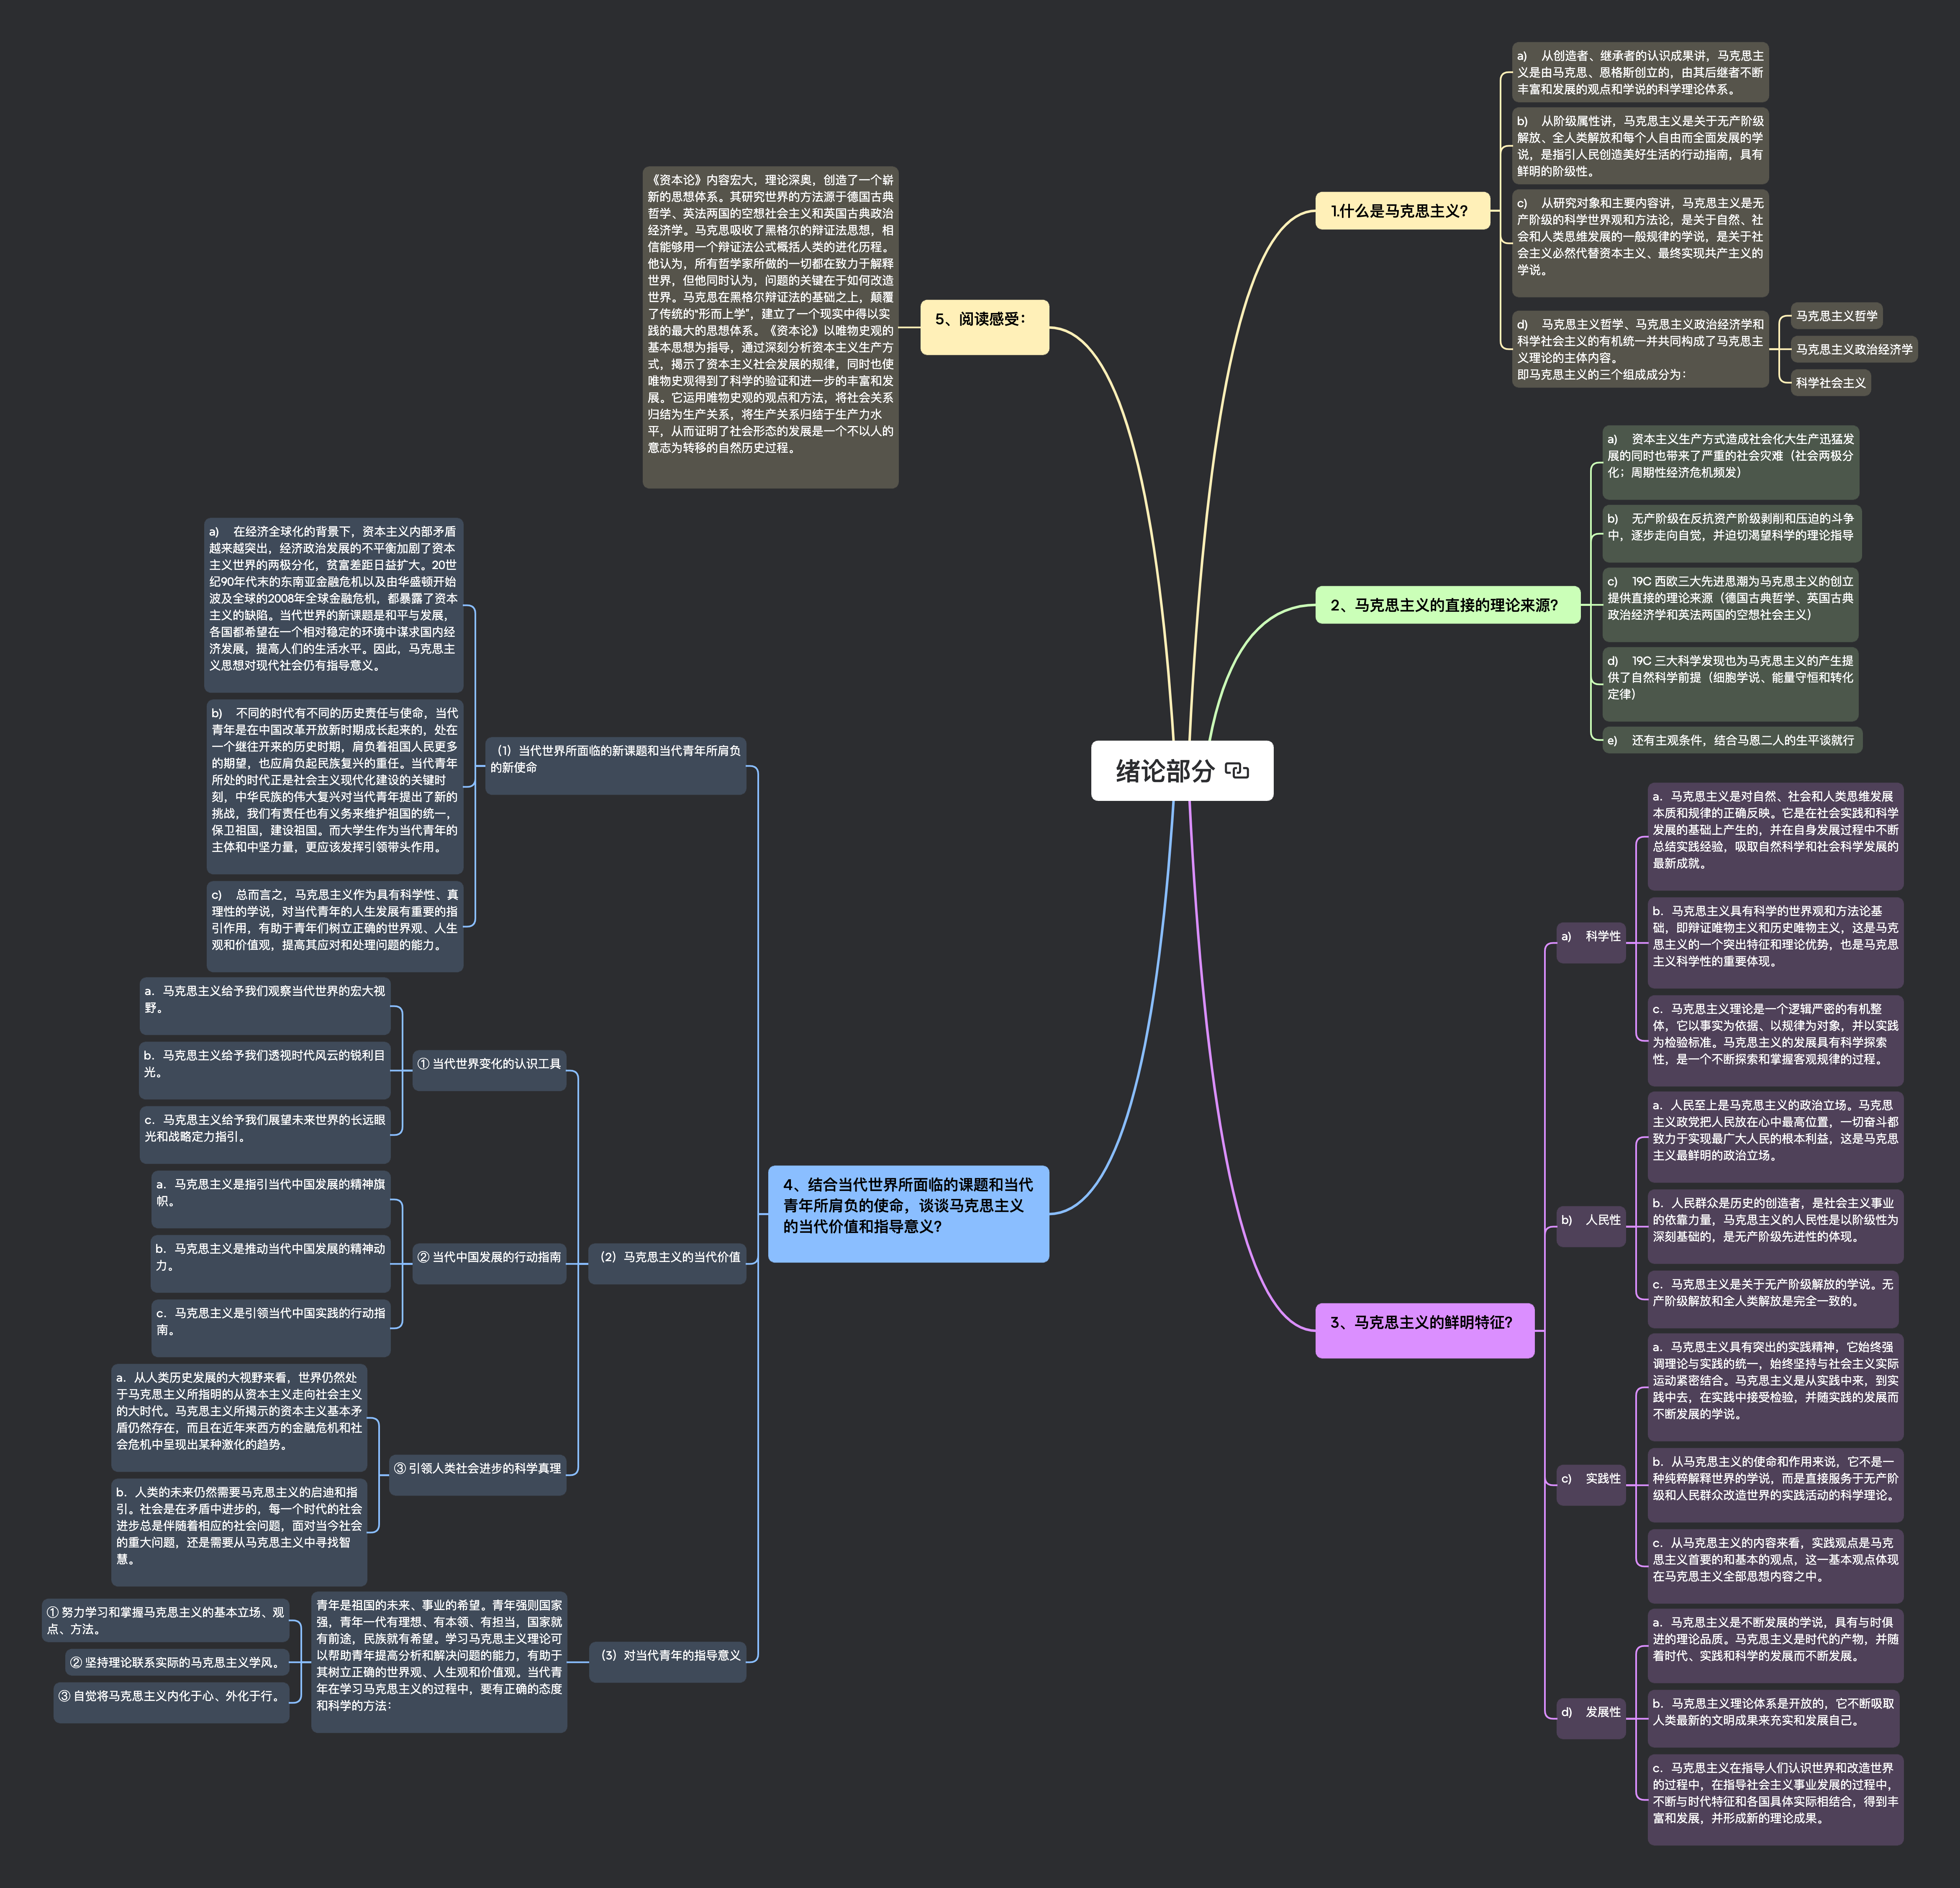 绪论部分
1.什么是马克思主义？
a) 从创造者、继承者的认识成果讲，马克思主
义是由马克思、恩格斯创立的，由其后继者不断
丰富和发展的观点和学说的科学理论体系。
b) 从阶级属性讲，马克思主义是关于无产阶级
解放、全人类解放和每个人自由而全面发展的学
说，是指引人民创造美好生活的行动指南，具有
鲜明的阶级性。
c) 从研究对象和主要内容讲，马克思主义是无
产阶级的科学世界观和方法论，是关于自然、社
会和人类思维发展的一般规律的学说，是关于社
会主义必然代替资本主义、最终实现共产主义的
学说。
d) 马克思主义哲学、马克思主义政治经济学和
科学社会主义的有机统一并共同构成了马克思主
义理论的主体内容。
即马克思主义的三个组成成分为：
马克思主义哲学
马克思主义政治经济学
科学社会主义
2、马克思主义的直接的理论来源？
a) 资本主义生产方式造成社会化大生产迅猛发
展的同时也带来了严重的社会灾难（社会两极分
化；周期性经济危机频发）
b) 无产阶级在反抗资产阶级剥削和压迫的斗争
中，逐步走向自觉，并迫切渴望科学的理论指导
c) 19C 西欧三大先进思潮为马克思主义的创立
提供直接的理论来源（德国古典哲学、英国古典
政治经济学和英法两国的空想社会主义）
d) 19C 三大科学发现也为马克思主义的产生提
供了自然科学前提（细胞学说、能量守恒和转化
定律）
e) 还有主观条件，结合马恩二人的生平谈就行
3、马克思主义的鲜明特征？
a) 科学性
a. 马克思主义是对自然、社会和人类思维发展
本质和规律的正确反映。它是在社会实践和科学
发展的基础上产生的，并在自身发展过程中不断
总结实践经验，吸取自然科学和社会科学发展的
最新成就。
b. 马克思主义具有科学的世界观和方法论基
础，即辩证唯物主义和历史唯物主义，这是马克
思主义的一个突出特征和理论优势，也是马克思
主义科学性的重要体现。
c. 马克思主义理论是一个逻辑严密的有机整
体，它以事实为依据、以规律为对象，并以实践
为检验标准。马克思主义的发展具有科学探索
性，是一个不断探索和掌握客观规律的过程。
b) 人民性
a. 人民至上是马克思主义的政治立场。马克思
主义政党把人民放在心中最高位置，一切奋斗都
致力于实现最广大人民的根本利益，这是马克思
主义最鲜明的政治立场。
b. 人民群众是历史的创造者，是社会主义事业
的依靠力量，马克思主义的人民性是以阶级性为
深刻基础的，是无产阶级先进性的体现。
c. 马克思主义是关于无产阶级解放的学说。无
产阶级解放和全人类解放是完全一致的。
c) 实践性
a. 马克思主义具有突出的实践精神，它始终强
调理论与实践的统一，始终坚持与社会主义实际
运动紧密结合。马克思主义是从实践中来，到实
践中去，在实践中接受检验，并随实践的发展而
不断发展的学说。
b. 从马克思主义的使命和作用来说，它不是一
种纯粹解释世界的学说，而是直接服务于无产阶
级和人民群众改造世界的实践活动的科学理论。
c. 从马克思主义的内容来看，实践观点是马克
思主义首要的和基本的观点，这一基本观点体现
在马克思主义全部思想内容之中。
d) 发展性
a. 马克思主义是不断发展的学说，具有与时俱
进的理论品质。马克思主义是时代的产物，并随
着时代、实践和科学的发展而不断发展。
b. 马克思主义理论体系是开放的，它不断吸取
人类最新的文明成果来充实和发展自己。
c. 马克思主义在指导人们认识世界和改造世界
的过程中，在指导社会主义事业发展的过程中，
不断与时代特征和各国具体实际相结合，得到丰
富和发展，并形成新的理论成果。
4、结合当代世界所面临的课题和当代
青年所肩负的使命，谈谈马克思主义
的当代价值和指导意义？
（1）当代世界所面临的新课题和当代青年所肩负
的新使命
a) 在经济全球化的背景下，资本主义内部矛盾
越来越突出，经济政治发展的不平衡加剧了资本
主义世界的两极分化，贫富差距日益扩大。20世
纪90年代末的东南亚金融危机以及由华盛顿开始
波及全球的2008年全球金融危机，都暴露了资本
主义的缺陷。当代世界的新课题是和平与发展，
各国都希望在一个相对稳定的环境中谋求国内经
济发展，提高人们的生活水平。因此，马克思主
义思想对现代社会仍有指导意义。
b) 不同的时代有不同的历史责任与使命，当代
青年是在中国改革开放新时期成长起来的，处在
一个继往开来的历史时期，肩负着祖国人民更多
的期望，也应肩负起民族复兴的重任。当代青年
所处的时代正是社会主义现代化建设的关键时
刻，中华民族的伟大复兴对当代青年提出了新的
挑战，我们有责任也有义务来维护祖国的统一，
保卫祖国，建设祖国。而大学生作为当代青年的
主体和中坚力量，更应该发挥引领带头作用。
c) 总而言之，马克思主义作为具有科学性、真
理性的学说，对当代青年的人生发展有重要的指
引作用，有助于青年们树立正确的世界观、人生
观和价值观，提高其应对和处理问题的能力。
（2）马克思主义的当代价值
① 当代世界变化的认识工具
a. 马克思主义给予我们观察当代世界的宏大视
野。
b. 马克思主义给予我们透视时代风云的锐利目
光。
c. 马克思主义给予我们展望未来世界的长远眼
光和战略定力指引。
② 当代中国发展的行动指南
a. 马克思主义是指引当代中国发展的精神旗
帜。
b. 马克思主义是推动当代中国发展的精神动
力。
c. 马克思主义是引领当代中国实践的行动指
南。
③ 引领人类社会进步的科学真理
a. 从人类历史发展的大视野来看，世界仍然处
于马克思主义所指明的从资本主义走向社会主义
的大时代。马克思主义所揭示的资本主义基本矛
盾仍然存在，而且在近年来西方的金融危机和社
会危机中呈现出某种激化的趋势。
b. 人类的未来仍然需要马克思主义的启迪和指
引。社会是在矛盾中进步的，每一个时代的社会
进步总是伴随着相应的社会问题，面对当今社会
的重大问题，还是需要从马克思主义中寻找智
慧。
（3）对当代青年的指导意义
青年是祖国的未来、事业的希望。青年强则国家
强，青年一代有理想、有本领、有担当，国家就
有前途，民族就有希望。学习马克思主义理论可
以帮助青年提高分析和解决问题的能力，有助于
其树立正确的世界观、人生观和价值观。当代青
年在学习马克思主义的过程中，要有正确的态度
和科学的方法：
① 努力学习和掌握马克思主义的基本立场、观
点、方法。
② 坚持理论联系实际的马克思主义学风。
③ 自觉将马克思主义内化于心、外化于行。
5、阅读感受：
《资本论》内容宏大，理论深奥，创造了一个崭
新的思想体系。其研究世界的方法源于德国古典
哲学、英法两国的空想社会主义和英国古典政治
经济学。马克思吸收了黑格尔的辩证法思想，相
信能够用一个辩证法公式概括人类的进化历程。
他认为，所有哲学家所做的一切都在致力于解释
世界，但他同时认为，问题的关键在于如何改造
世界。马克思在黑格尔辩证法的基础之上，颠覆
了传统的“形而上学”，建立了一个现实中得以实
践的最大的思想体系。《资本论》以唯物史观的
基本思想为指导，通过深刻分析资本主义生产方
式，揭示了资本主义社会发展的规律，同时也使
唯物史观得到了科学的验证和进一步的丰富和发
展。它运用唯物史观的观点和方法，将社会关系
归结为生产关系，将生产关系归结于生产力水
平，从而证明了社会形态的发展是一个不以人的
意志为转移的自然历史过程。